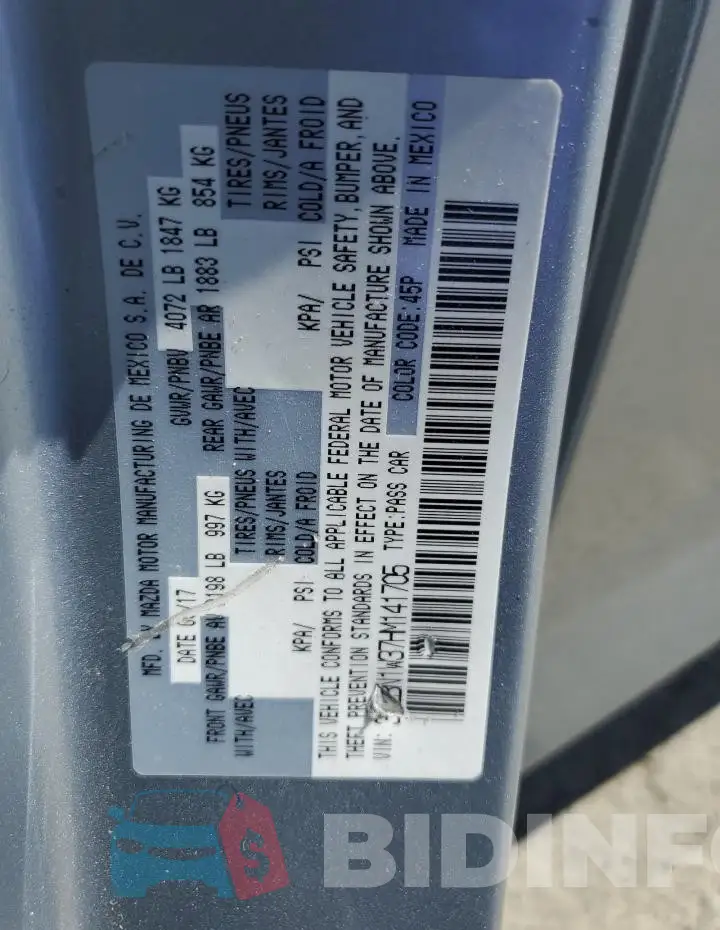 MFD. BY MAZDA MOTOR MANUFACTURING DE MEXICO S.A. DE C.V.
DATE
GVWR/PNBV 4072 LB 1847 KG
FRONT GAWR/PNBE AV 2198 LB 997 KG
REAR GAWR/PNBE AR 1883 LB 854 KG
WITH/AVEC
TIRES/PNEUS
RIMS/JANTES
KPA/ PSI COLD/A FROID
WITH/AVEC
TIRES/PNEUS
RIMS/JANTES
KPA/ PSI COLD/A FROID
THIS VEHICLE CONFORMS TO ALL APPLICABLE FEDERAL MOTOR VEHICLE SAFETY, BUMPER, AND
THEFT PREVENTION STANDARDS IN EFFECT ON THE DATE OF MANUFACTURE SHOWN ABOVE.
VIN: TYPE:PASS CAR
COLOR CODE:45P MADE IN MEXICO
BIDINFO